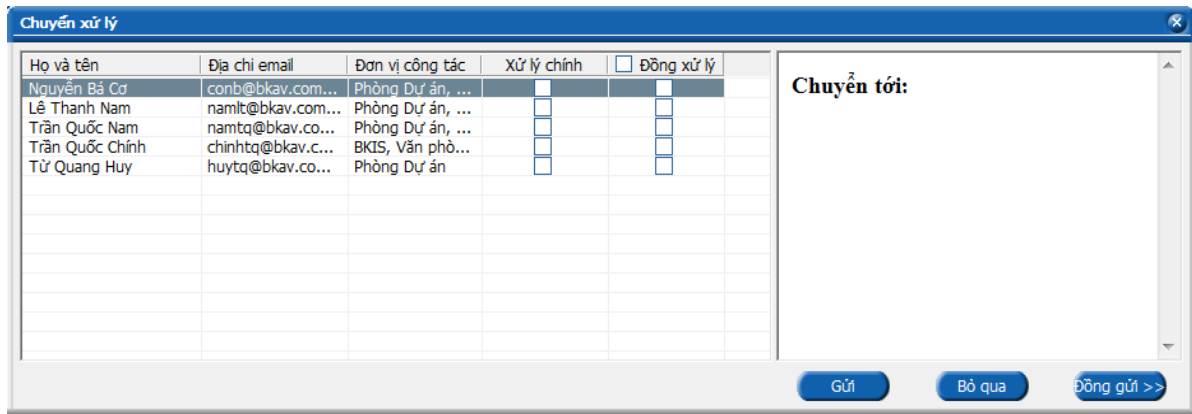 Chuyển xử lý
Họ và tên Địa chỉ email Đơn vị công tác Xử lý chính Đồng xử lý
Nguyễn Bá Cơ conb@bkav.com... Phòng Dự án, ...
Lê Thanh Nam namlt@bkav.com... Phòng Dự án, ...
Trần Quốc Nam namtq@bkav.co... Phòng Dự án, ...
Trần Quốc Chính chinhtq@bkav.c... BKIS, Văn phò...
Từ Quang Huy huytq@bkav.co... Phòng Dự án
Chuyển tới:
Gửi Bỏ qua Đồng gửi >>